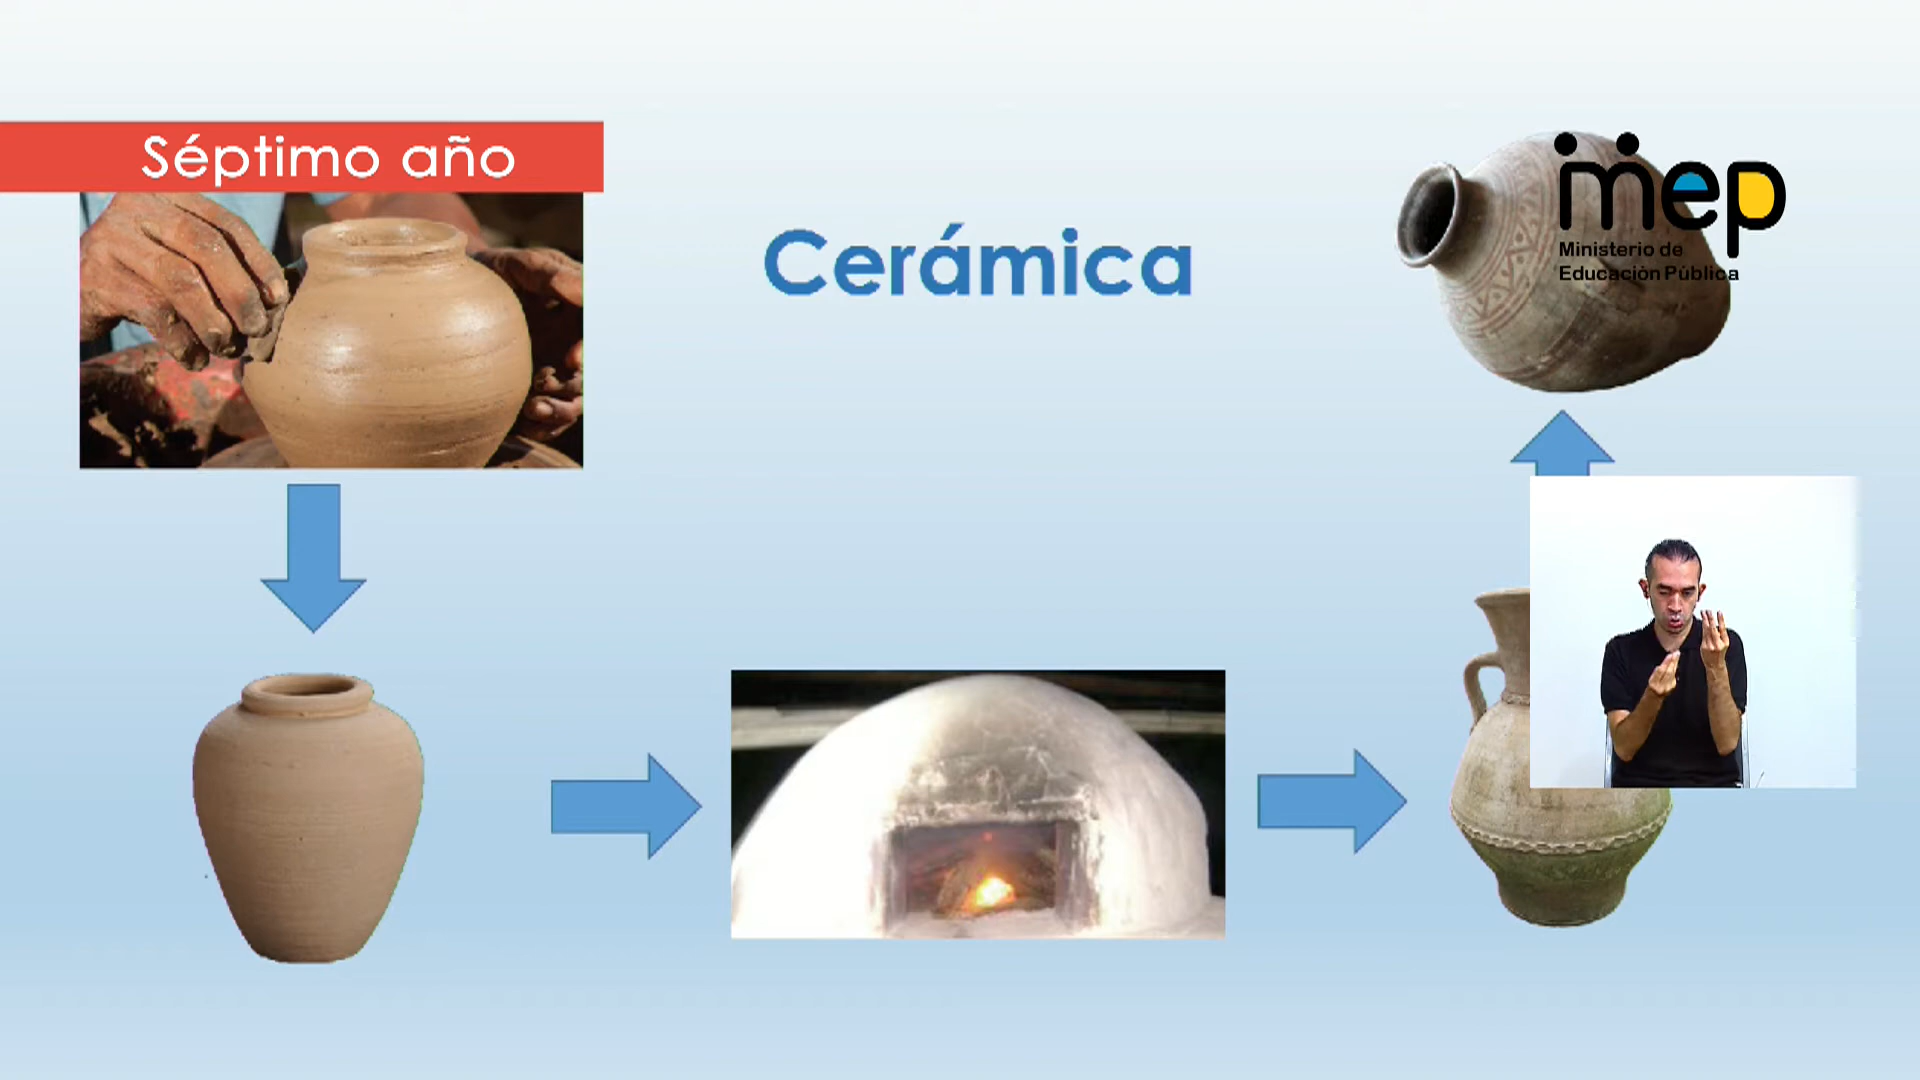 Séptimo año
Cerámica
mep
Ministerio de
Educación Pública